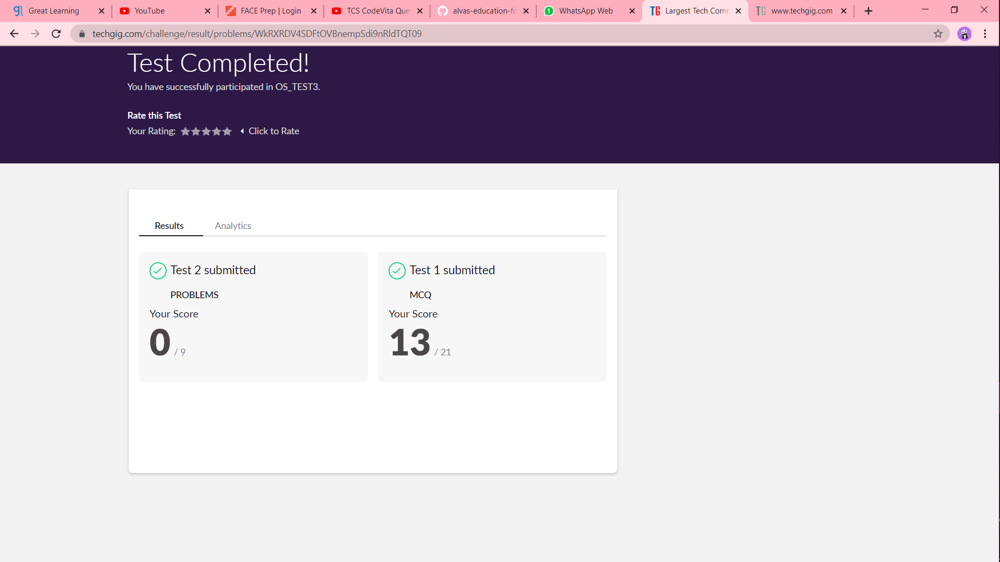 Great Learning
YouTube
FACE Prep | Login
TCS CodeVita Que
alvas-education-fo
WhatsApp Web
TG Largest Tech Com
TG www.techgig.com
techgig.com/challenge/result/problems/WkRXRDV4SDFtOVBnempSdi9nRldTQT09
Test Completed!
You have successfully participated in OS_TEST3.
Rate this Test
Your Rating: Click to Rate
Results Analytics
Test 2 submitted
PROBLEMS
Your Score
0 / 9
Test 1 submitted
MCQ
Your Score
13 / 21